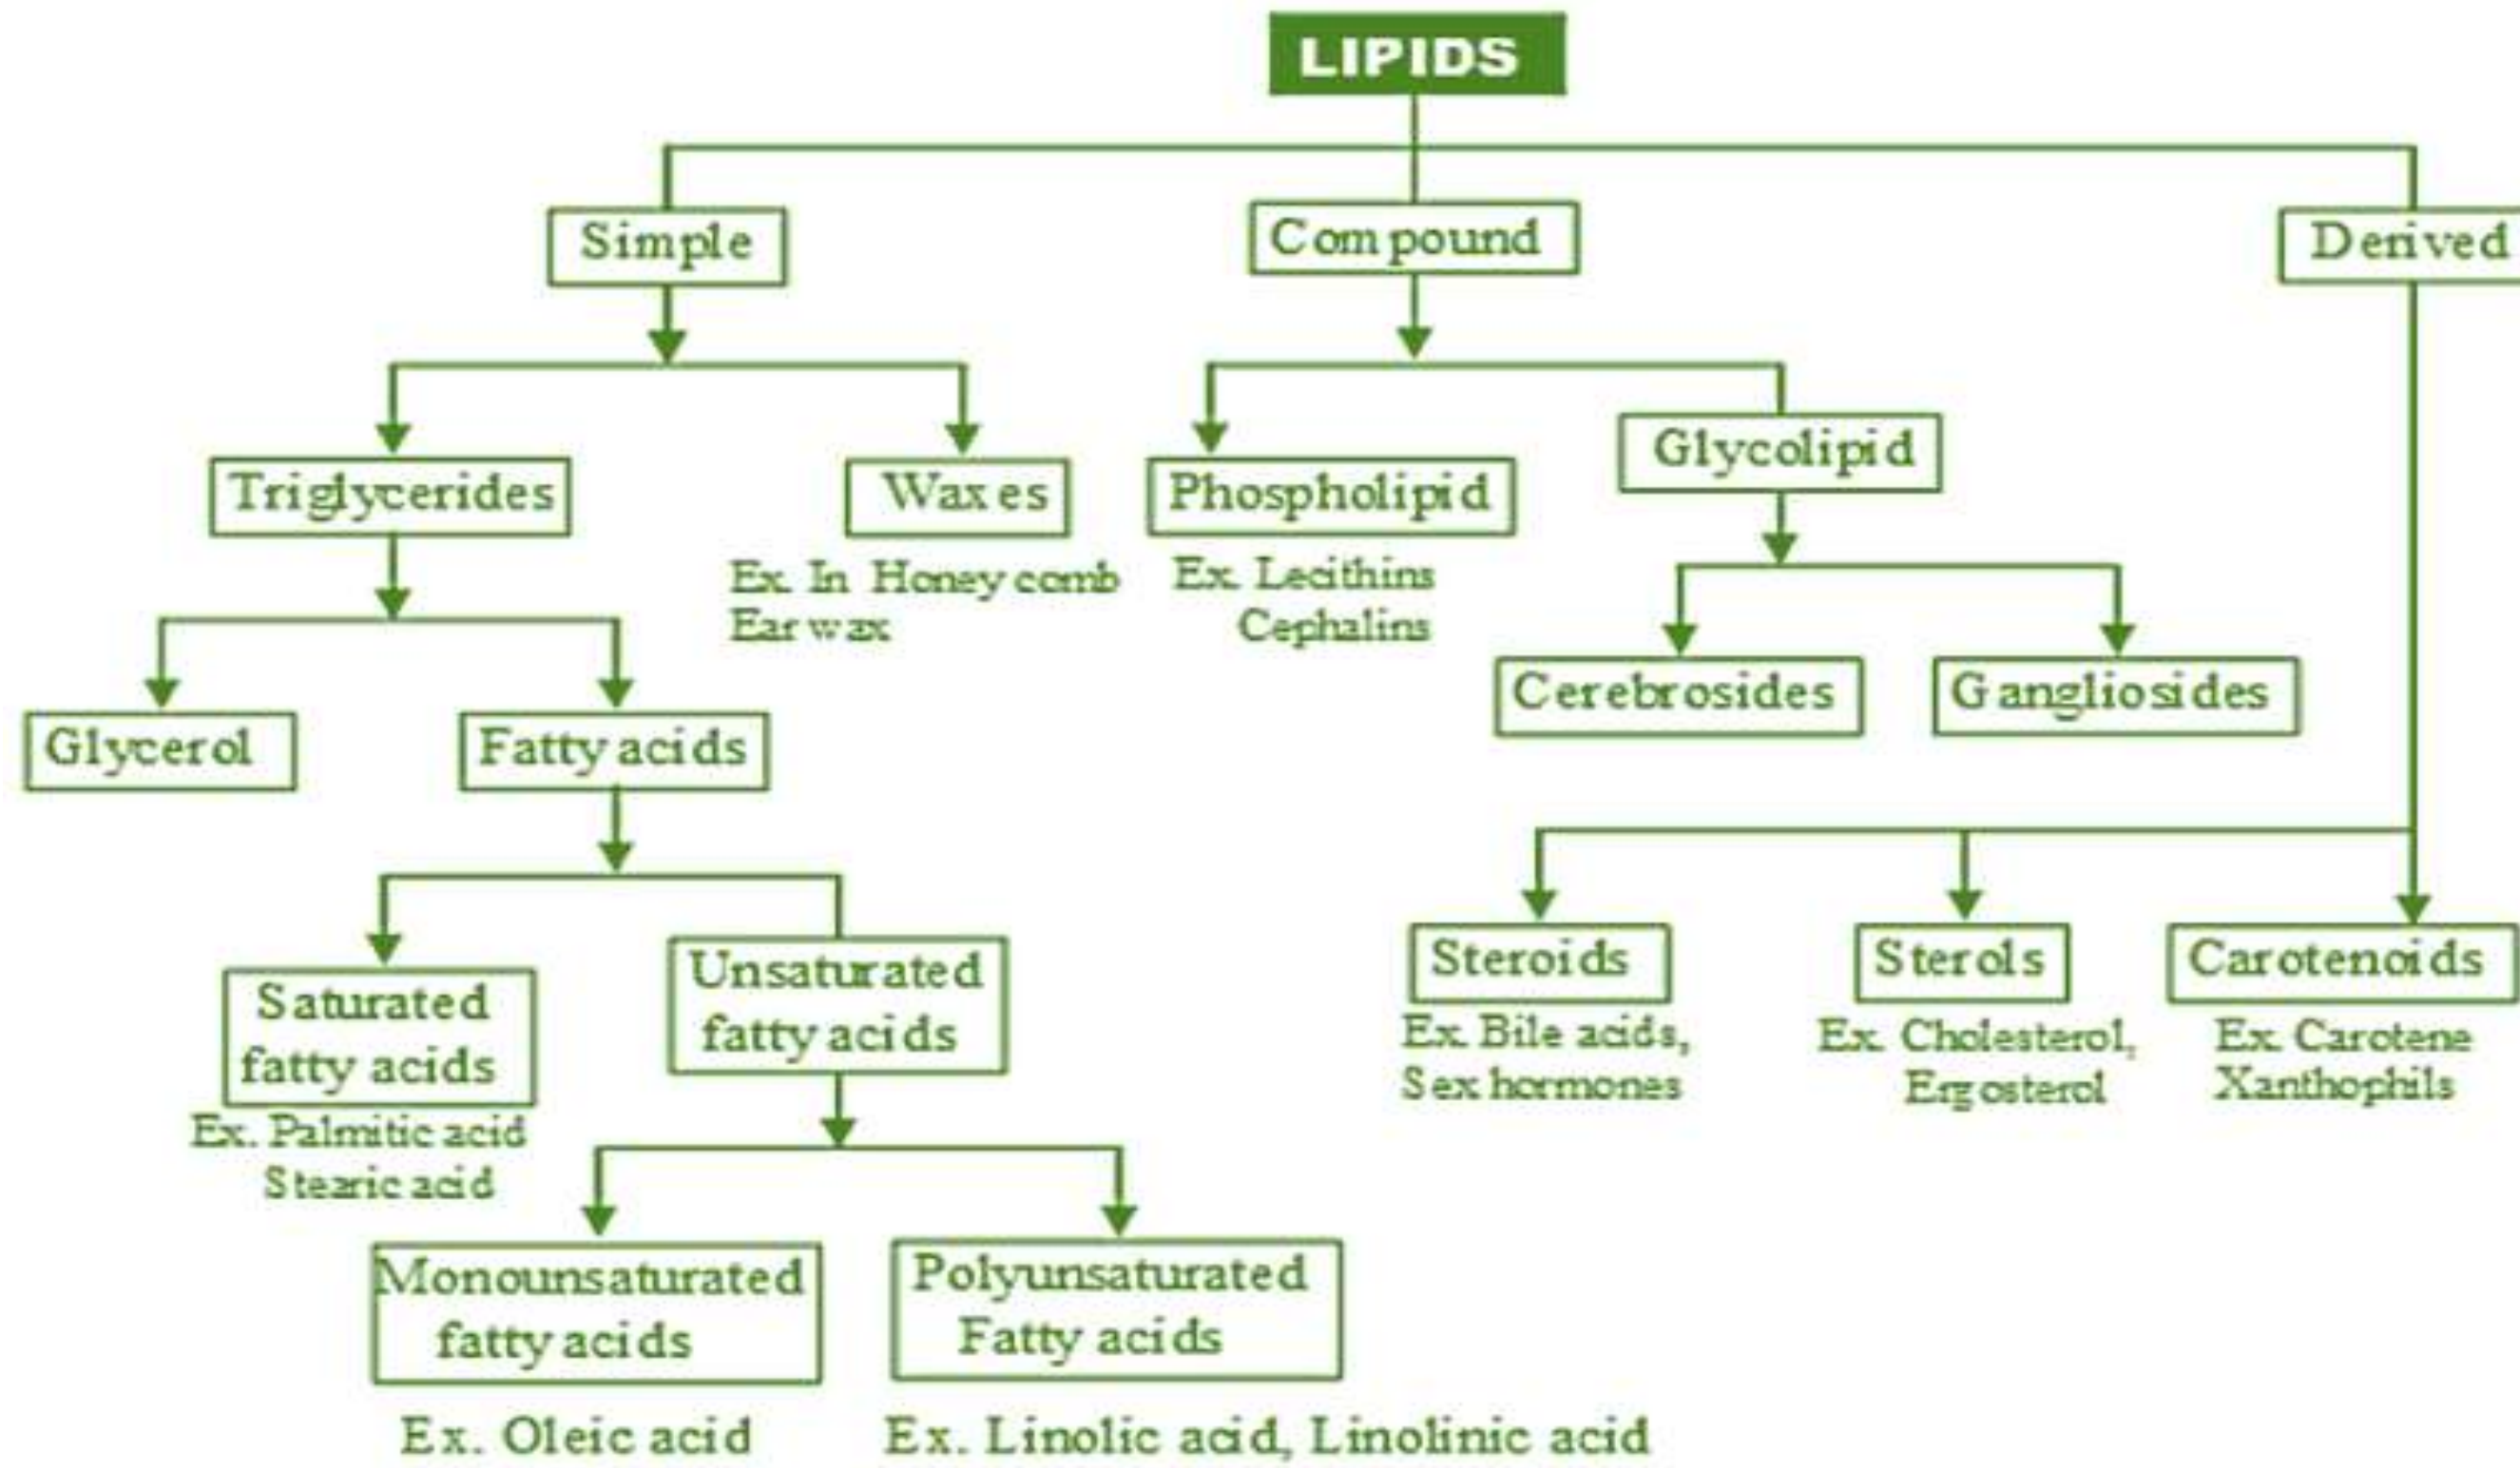 LIPIDS
Simple
Compound
Derived
Triglycerides
Waxes
Ex. In Honey comb
Ear wax
Phospholipid
Ex. Lecithins
Cephalins
Glycolipid
Cerebrosides
Gangliosides
Glycerol
Fatty acids
Saturated
fatty acids
Ex. Palmitic acid
Stearic acid
Unsaturated
fatty acids
Monounsaturated
fatty acids
Ex. Oleic acid
Polyunsaturated
Fatty acids
Ex. Linolic acid, Linolinic acid
Steroids
Ex. Bile acids,
Sex hormones
Sterols
Ex. Cholesterol,
Ergosterol
Carotenoids
Ex. Carotene
Xanthophils